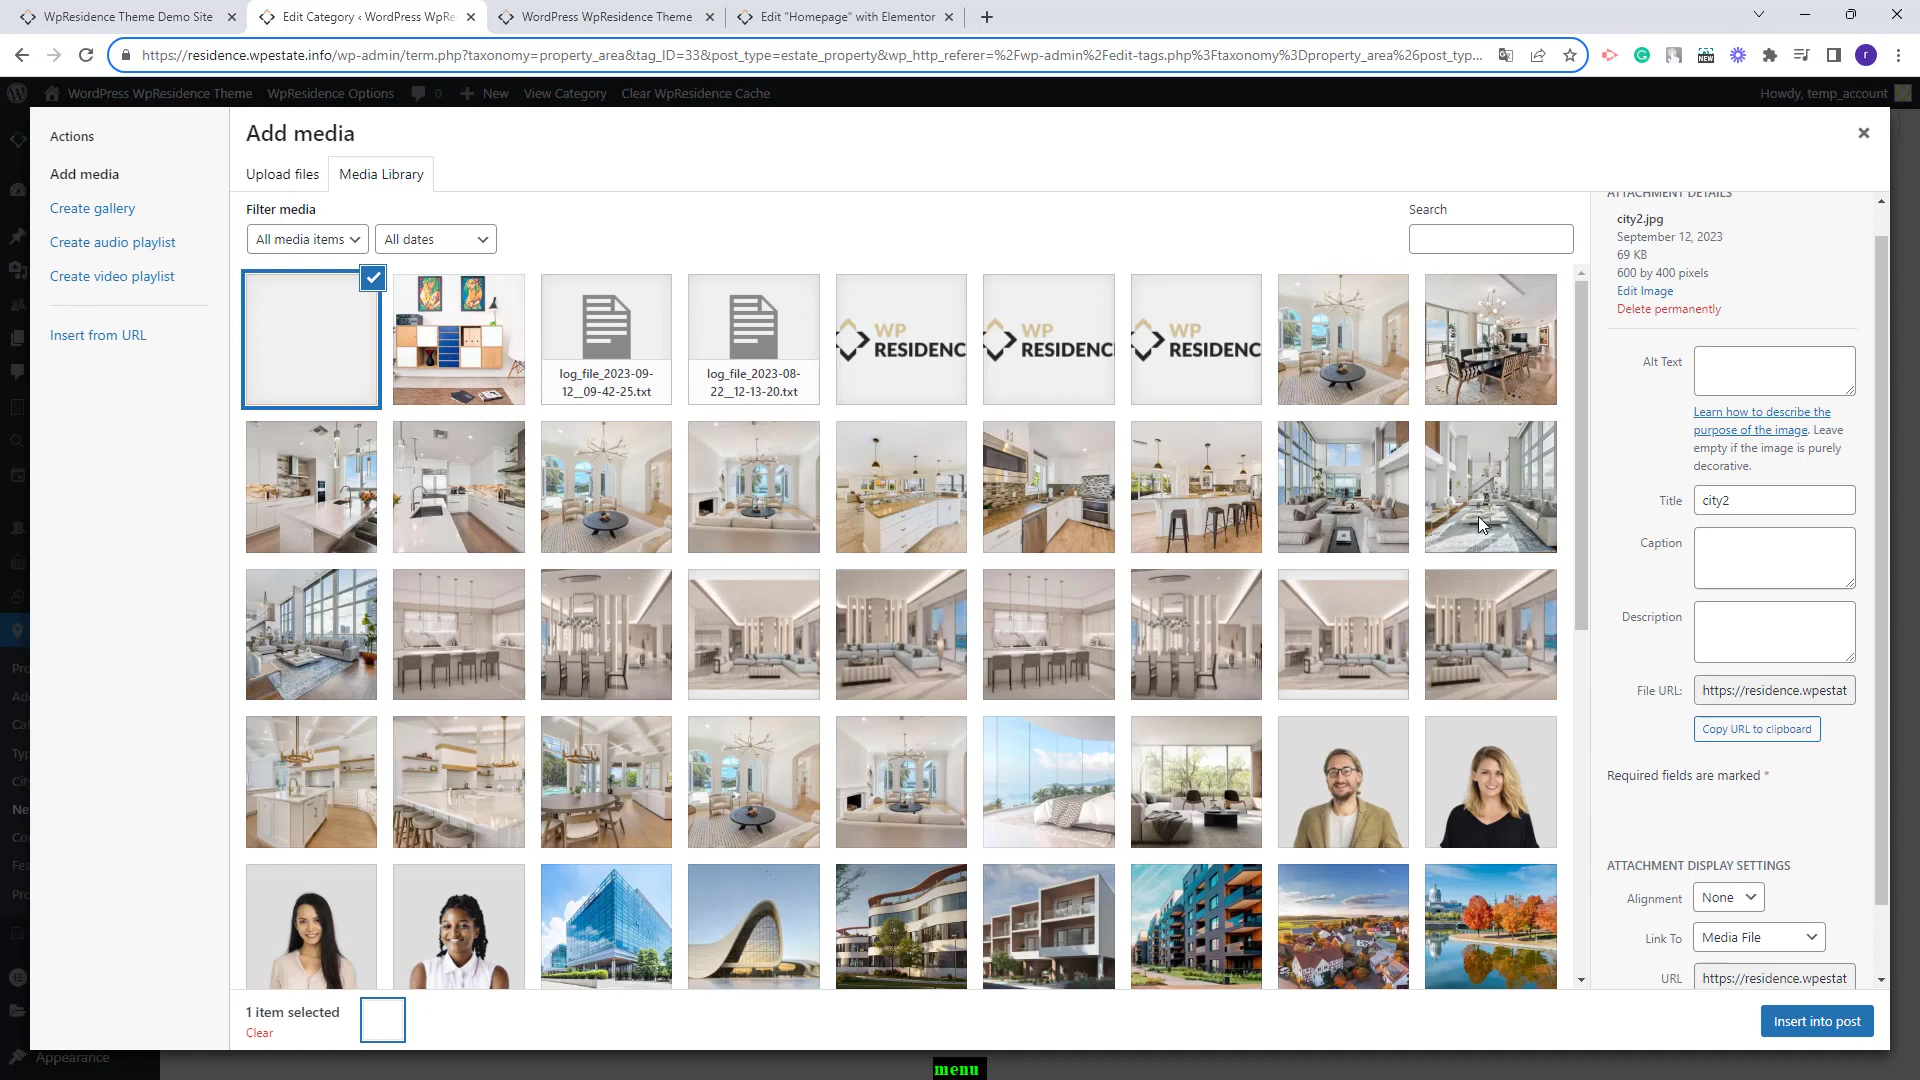 WpResidence Theme Demo Site
Edit Category ‹ WordPress WpRe
WordPress WpResidence Theme
Edit "Homepage" with Elementor
https://residence.wpestate.info/wp-admin/term.php?taxonomy=property_area&tag_ID=33&post_type=estate_property&wp_http_referer=%2Fwp-admin%2Fedit-tags.php%3Ftaxonomy%3Dproperty_area%26post_typ...
WordPress WpResidence Theme
WpResidence Options
0
New
View Category
Clear WpResidence Cache
Howdy, temp_account
Actions
Add media
Create gallery
Create audio playlist
Create video playlist
Insert from URL
Add media
Upload files
Media Library
Filter media
All media items
All dates
Search
log_file_2023-09-
12__09-42-25.txt
log_file_2023-08-
22__12-13-20.txt
WP
RESIDENC
WP
RESIDENC
WP
RESIDENC
ATTACHMENT DETAILS
city2.jpg
September 12, 2023
69 KB
600 by 400 pixels
Edit Image
Delete permanently
Alt Text
Learn how to describe the
purpose of the image. Leave
empty if the image is purely
decorative.
Title
city2
Caption
Description
File URL:
https://residence.wpestat
Copy URL to clipboard
Required fields are marked *
ATTACHMENT DISPLAY SETTINGS
Alignment
None
Link To
Media File
URL
https://residence.wpestat
1 item selected
Clear
Insert into post
Pro
Ad
Cat
Typ
City
Ne
Co
Fea
Pro
Appearance
menu